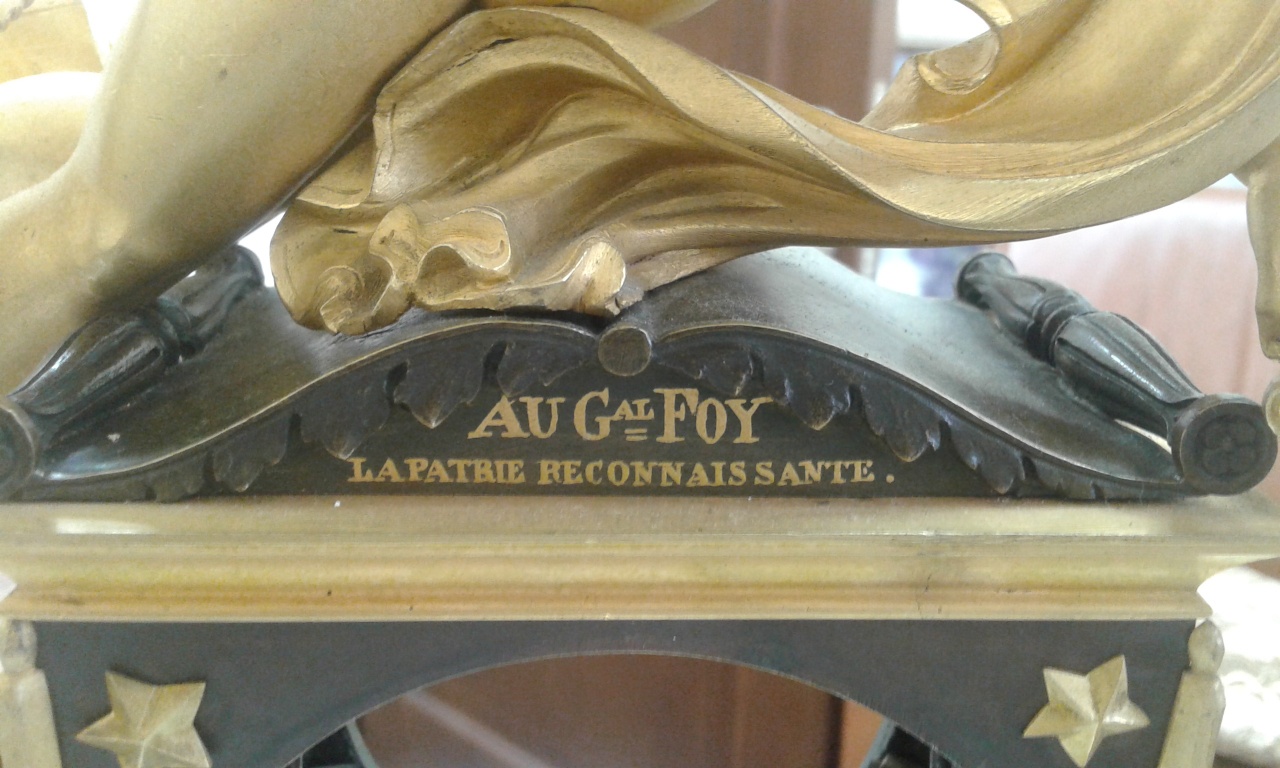 AU GAL FOY
LA PATRIE RECONNAISSANTE.